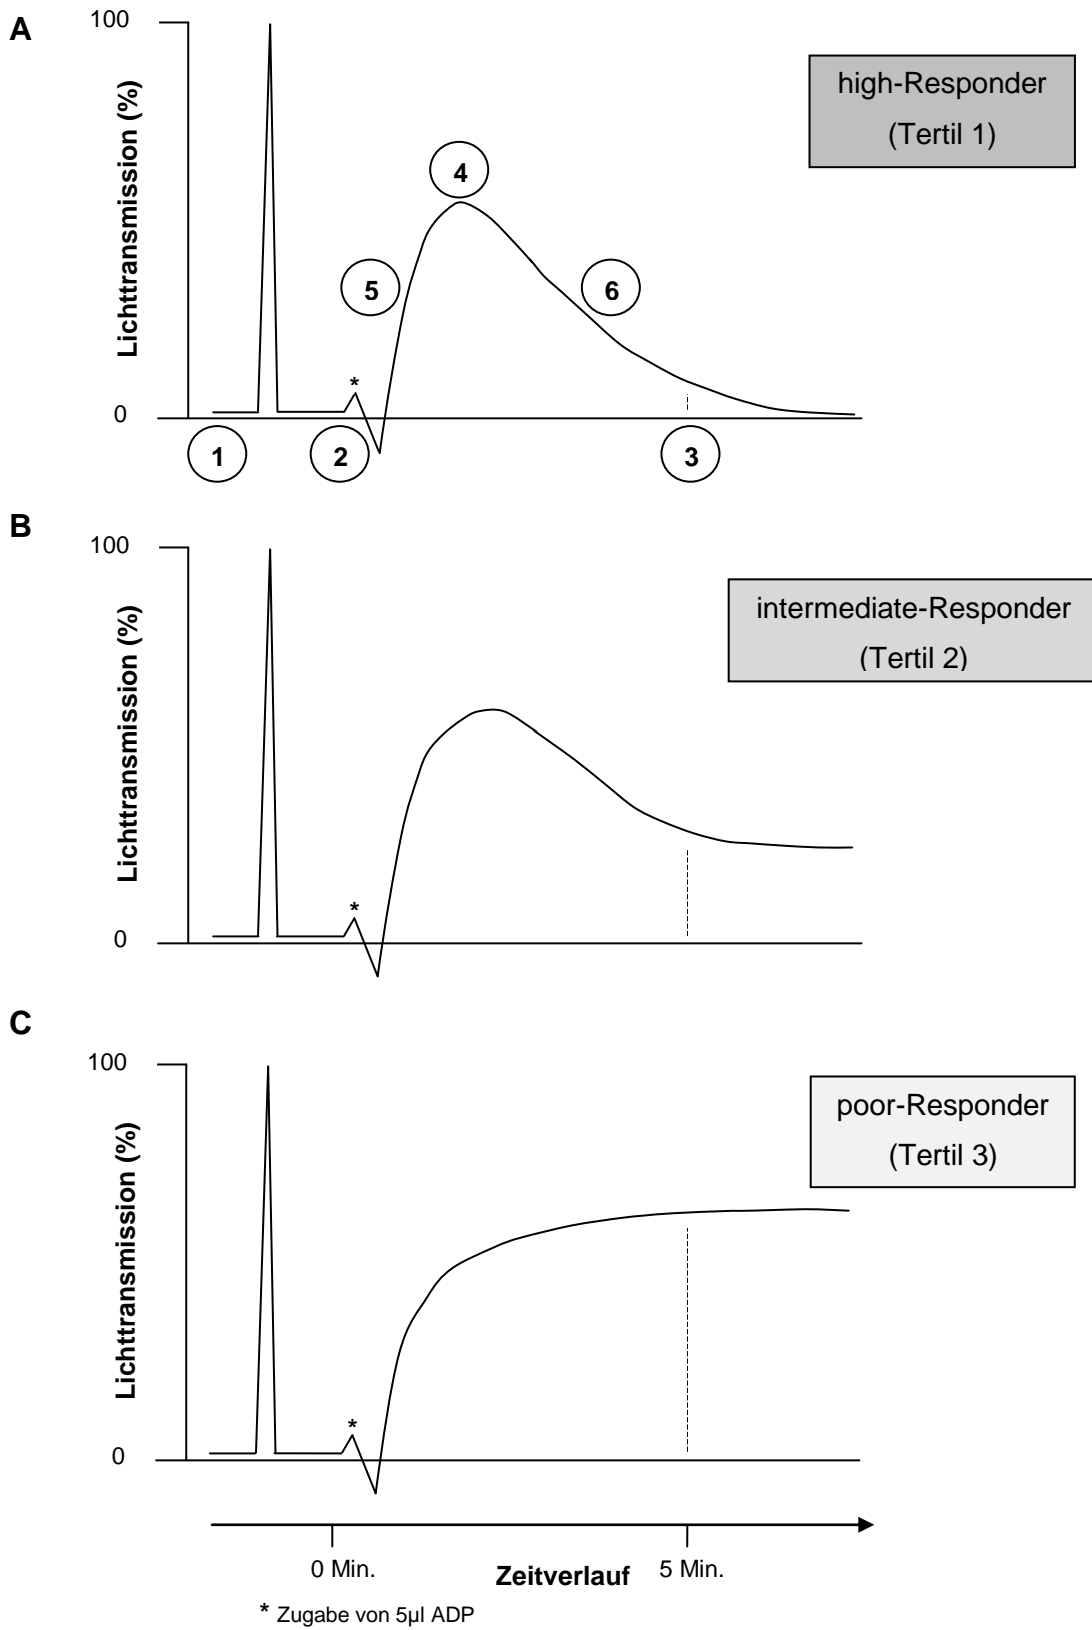 A
100
high-Responder
(Tertil 1)
Lichttransmission (%)
4
5
6
*
0
1
2
3
B
100
intermediate-Responder
(Tertil 2)
Lichttransmission (%)
*
0
C
100
poor-Responder
(Tertil 3)
Lichttransmission (%)
*
0
0 Min.
Zeitverlauf
5 Min.
* Zugabe von 5µl ADP